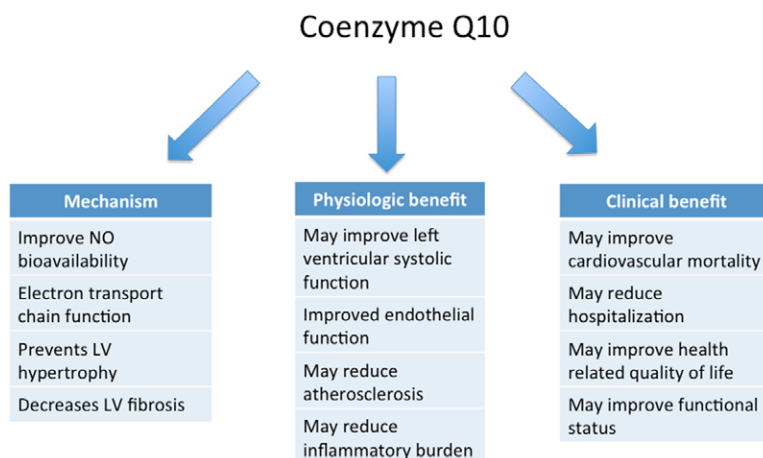 Coenzyme Q10
Mechanism
Improve NO
bioavailability
Electron transport
chain function
Prevents LV
hypertrophy
Decreases LV fibrosis
Physiologic benefit
May improve left
ventricular systolic
function
Improved endothelial
function
May reduce
atherosclerosis
May reduce
inflammatory burden
Clinical benefit
May improve
cardiovascular mortality
May reduce
hospitalization
May improve health
related quality of life
May improve functional
status